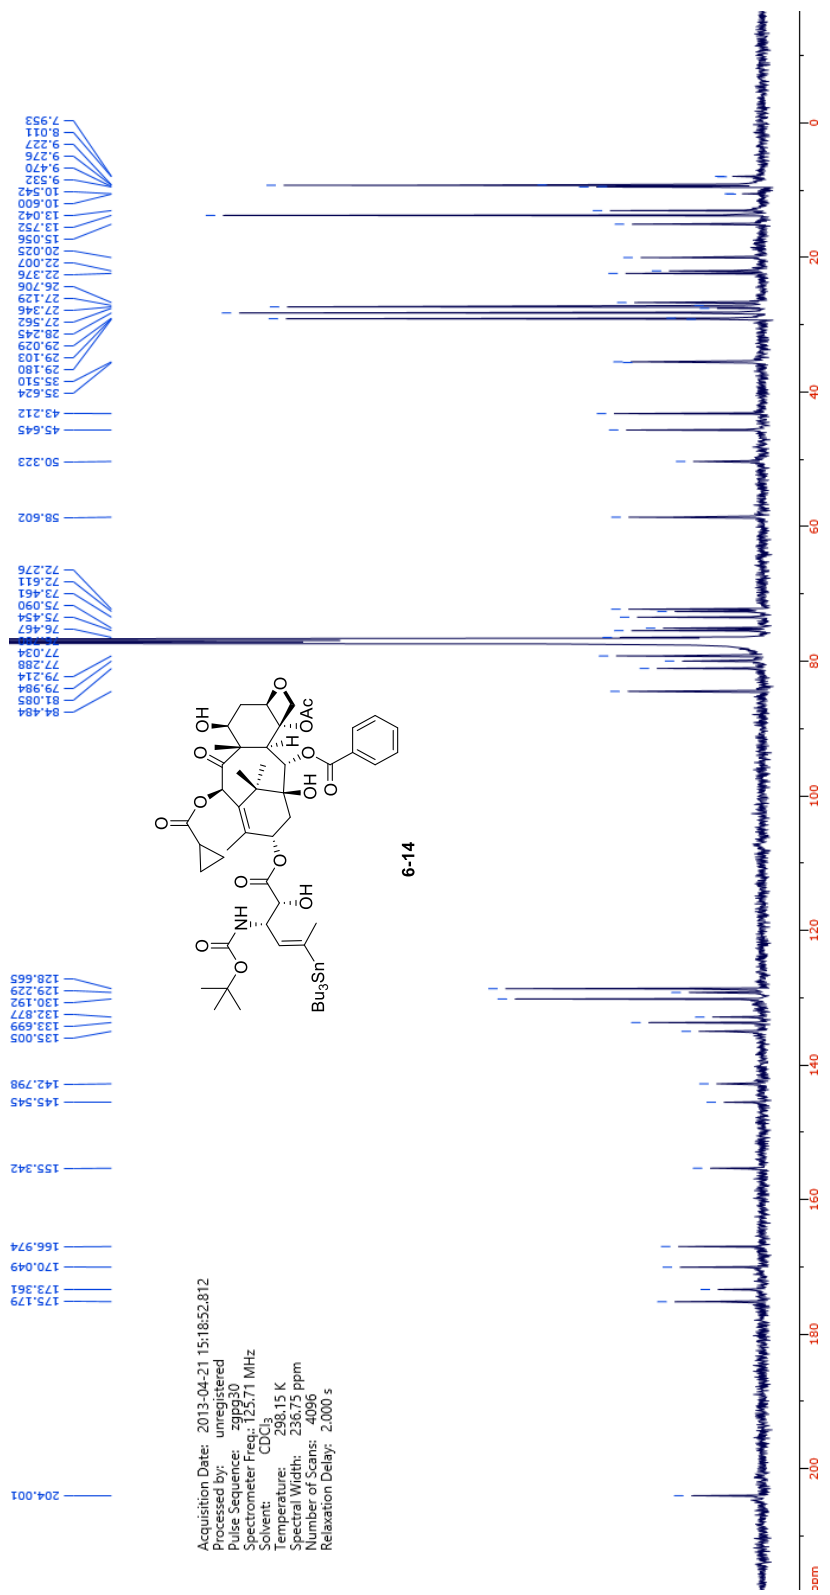 7.953
8.011
9.227
9.276
9.470
9.532
10.542
10.600
13.042
13.752
15.056
20.025
22.007
22.376
26.706
27.129
27.346
27.562
28.245
29.029
29.103
29.180
35.510
35.624
43.212
45.645
50.323
58.602
72.276
72.611
73.461
75.090
75.454
76.467
77.034
77.288
79.214
79.984
81.085
84.484
128.665
129.229
130.192
132.877
133.699
135.005
142.798
145.545
155.342
166.974
170.049
173.361
175.179
204.001
OH
O
OAc
H
O
O
O
OH
O
O
O
O
O
OH
NH
O
O
Bu3Sn
6-14
Acquisition Date: 2013-04-21 15:18:52.812
Processed by: unregistered
Pulse Sequence: zgpg30
Spectrometer Freq.: 125.71 MHz
Solvent: CDCl3
Temperature: 298.15 K
Spectral Width: 236.75 ppm
Number of Scans: 4096
Relaxation Delay: 2.000 s
0
20
40
60
80
100
120
140
160
180
200
ppm